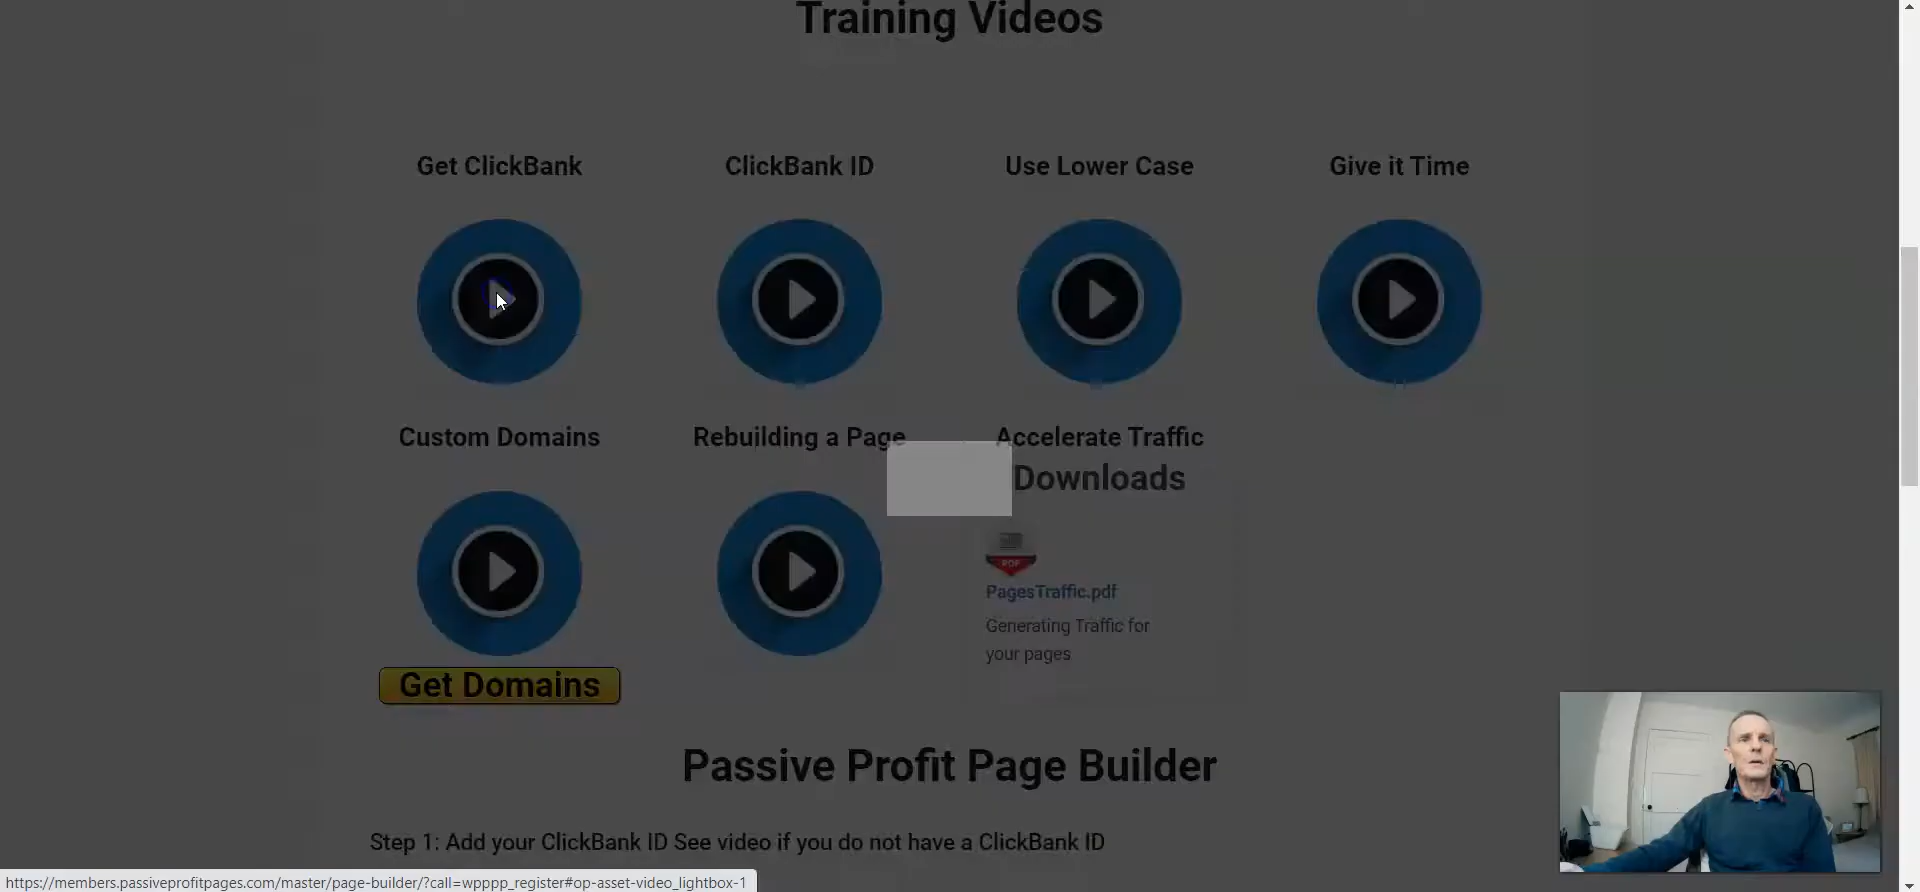 Training Videos
Get ClickBank
ClickBank ID
Use Lower Case
Give it Time
Custom Domains
Rebuilding a Page
Accelerate Traffic
Downloads
PDF
PagesTraffic.pdf
Generating Traffic for
your pages
Get Domains
Passive Profit Page Builder
Step 1: Add your ClickBank ID See video if you do not have a ClickBank ID
https://members.passiveprofitpages.com/master/page-builder/?call=wpppp_register#op-asset-video_lightbox-1